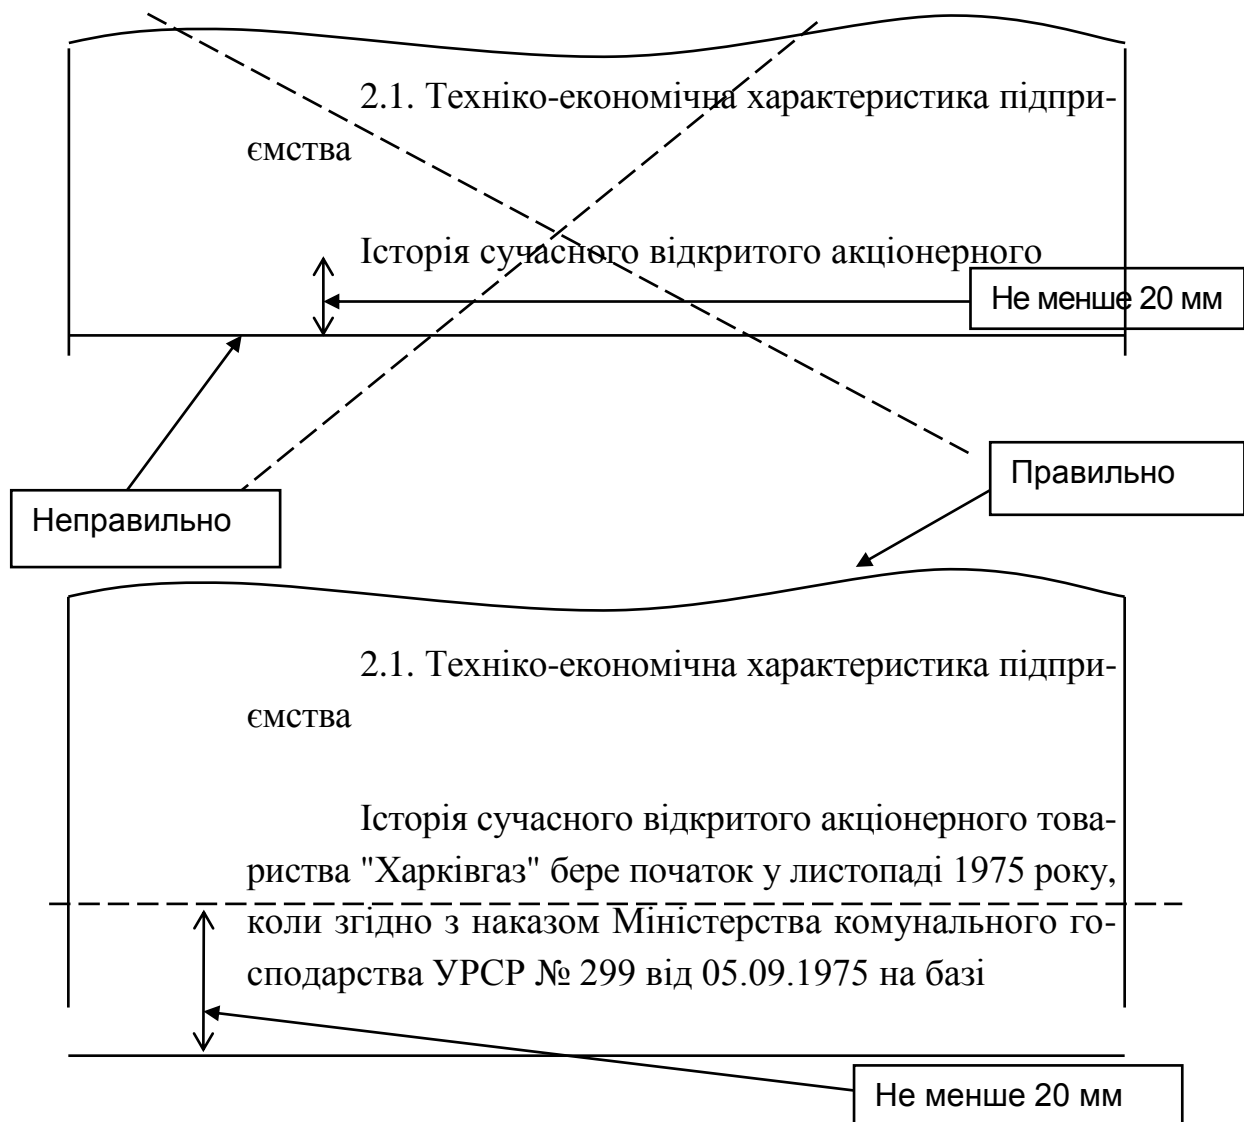 2.1. Техніко-економічна характеристика підпри-
ємства
Історія сучасного відкритого акціонерного
Не менше 20 мм
Неправильно
Правильно
2.1. Техніко-економічна характеристика підпри-
ємства
Історія сучасного відкритого акціонерного това-
риства "Харківгаз" бере початок у листопаді 1975 року,
коли згідно з наказом Міністерства комунального го-
сподарства УРСР № 299 від 05.09.1975 на базі
Не менше 20 мм